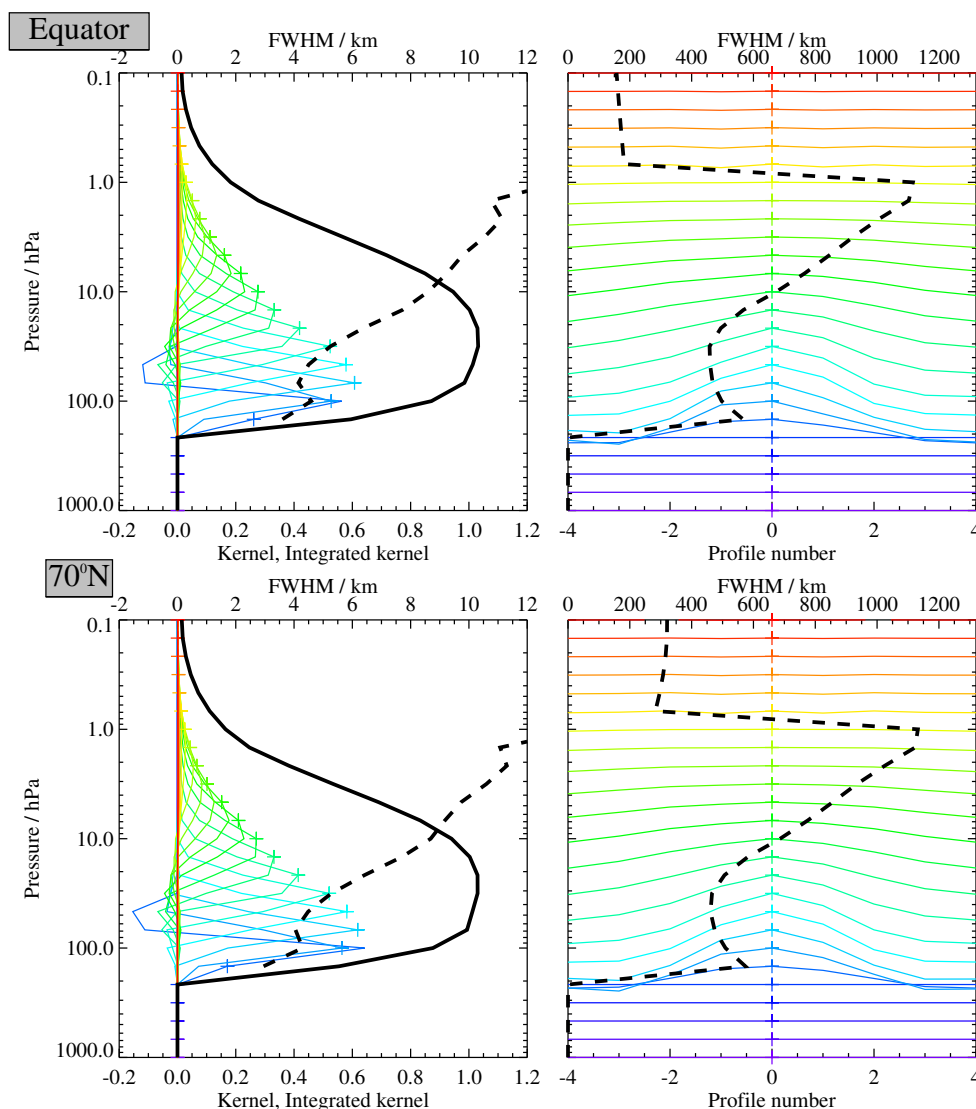 Equator
FWHM / km
FWHM / km
-2 0 2 4 6 8 10 12
0 200 400 600 800 1000 1200
0.1
1.0
10.0
100.0
1000.0
Pressure / hPa
-0.2 0.0 0.2 0.4 0.6 0.8 1.0 1.2
-4 -2 0 2 4
Kernel, Integrated kernel
Profile number
70⁰N
FWHM / km
FWHM / km
-2 0 2 4 6 8 10 12
0 200 400 600 800 1000 1200
0.1
1.0
10.0
100.0
1000.0
Pressure / hPa
-0.2 0.0 0.2 0.4 0.6 0.8 1.0 1.2
-4 -2 0 2 4
Kernel, Integrated kernel
Profile number